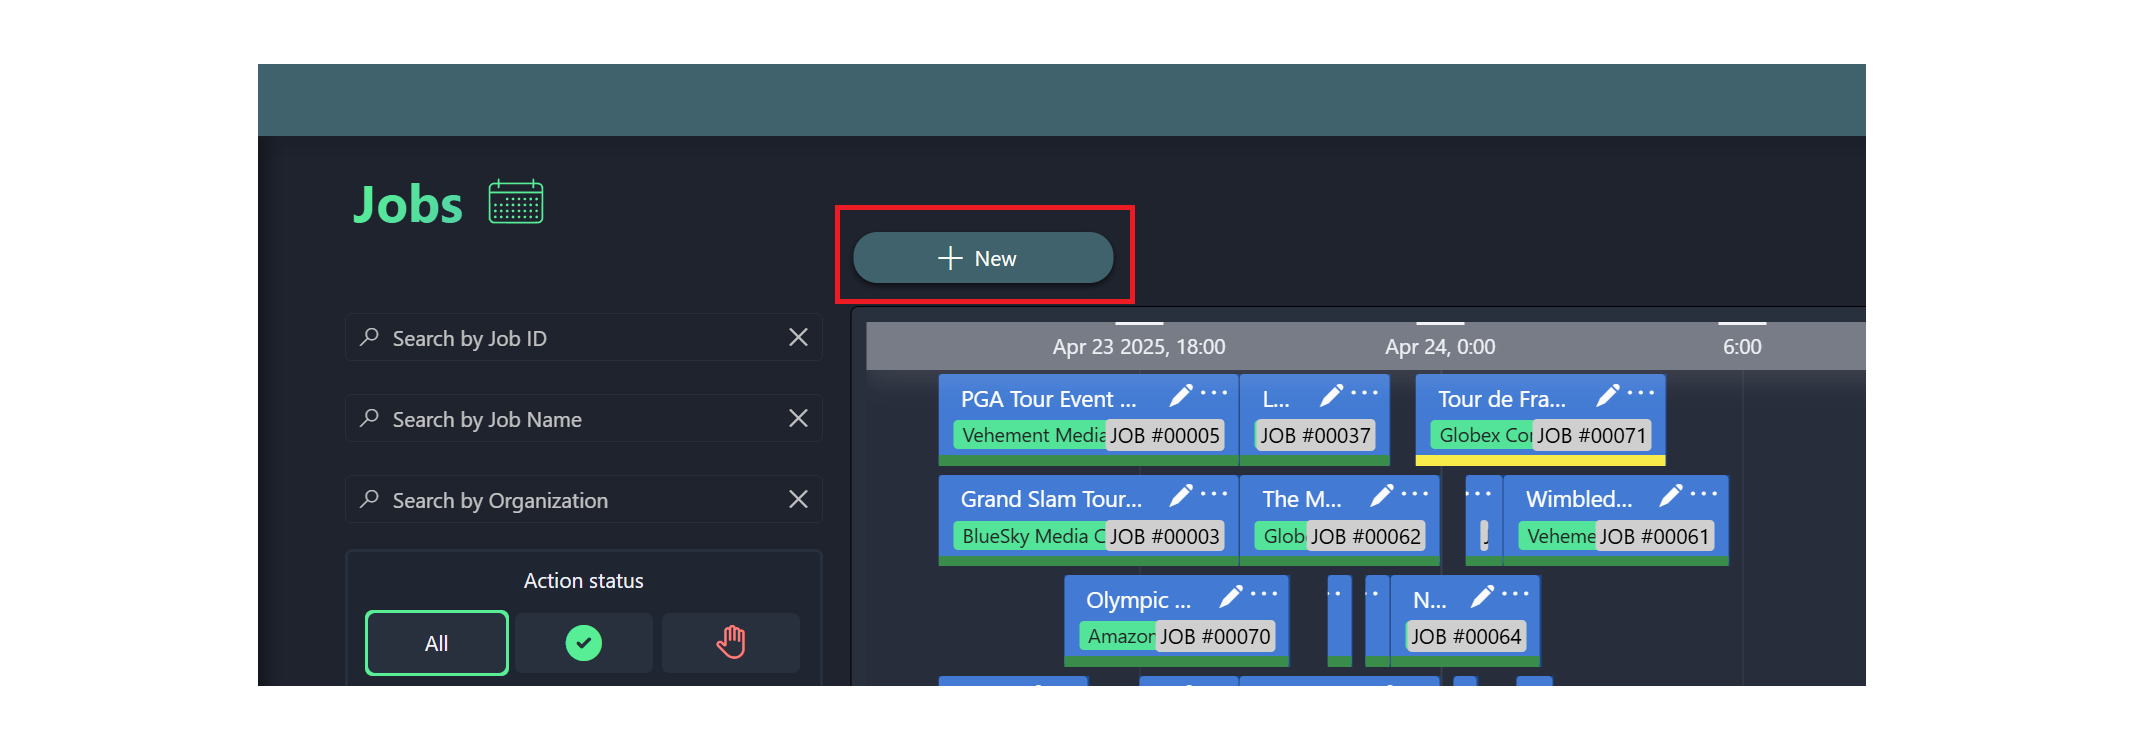 Jobs
New
Search by Job ID
Search by Job Name
Search by Organization
Action status
All
Apr 23 2025, 18:00 Apr 24, 0:00 6:00
PGA Tour Event ... L... Tour de Fra...
Vehement Media JOB #00005 JOB #00037 Globex Cor JOB #00071
Grand Slam Tour... The M... Wimbled...
BlueSky Media C JOB #00003 Glob JOB #00062 Veheme JOB #00061
Olympic ... N...
Amazon JOB #00070 JOB #00064